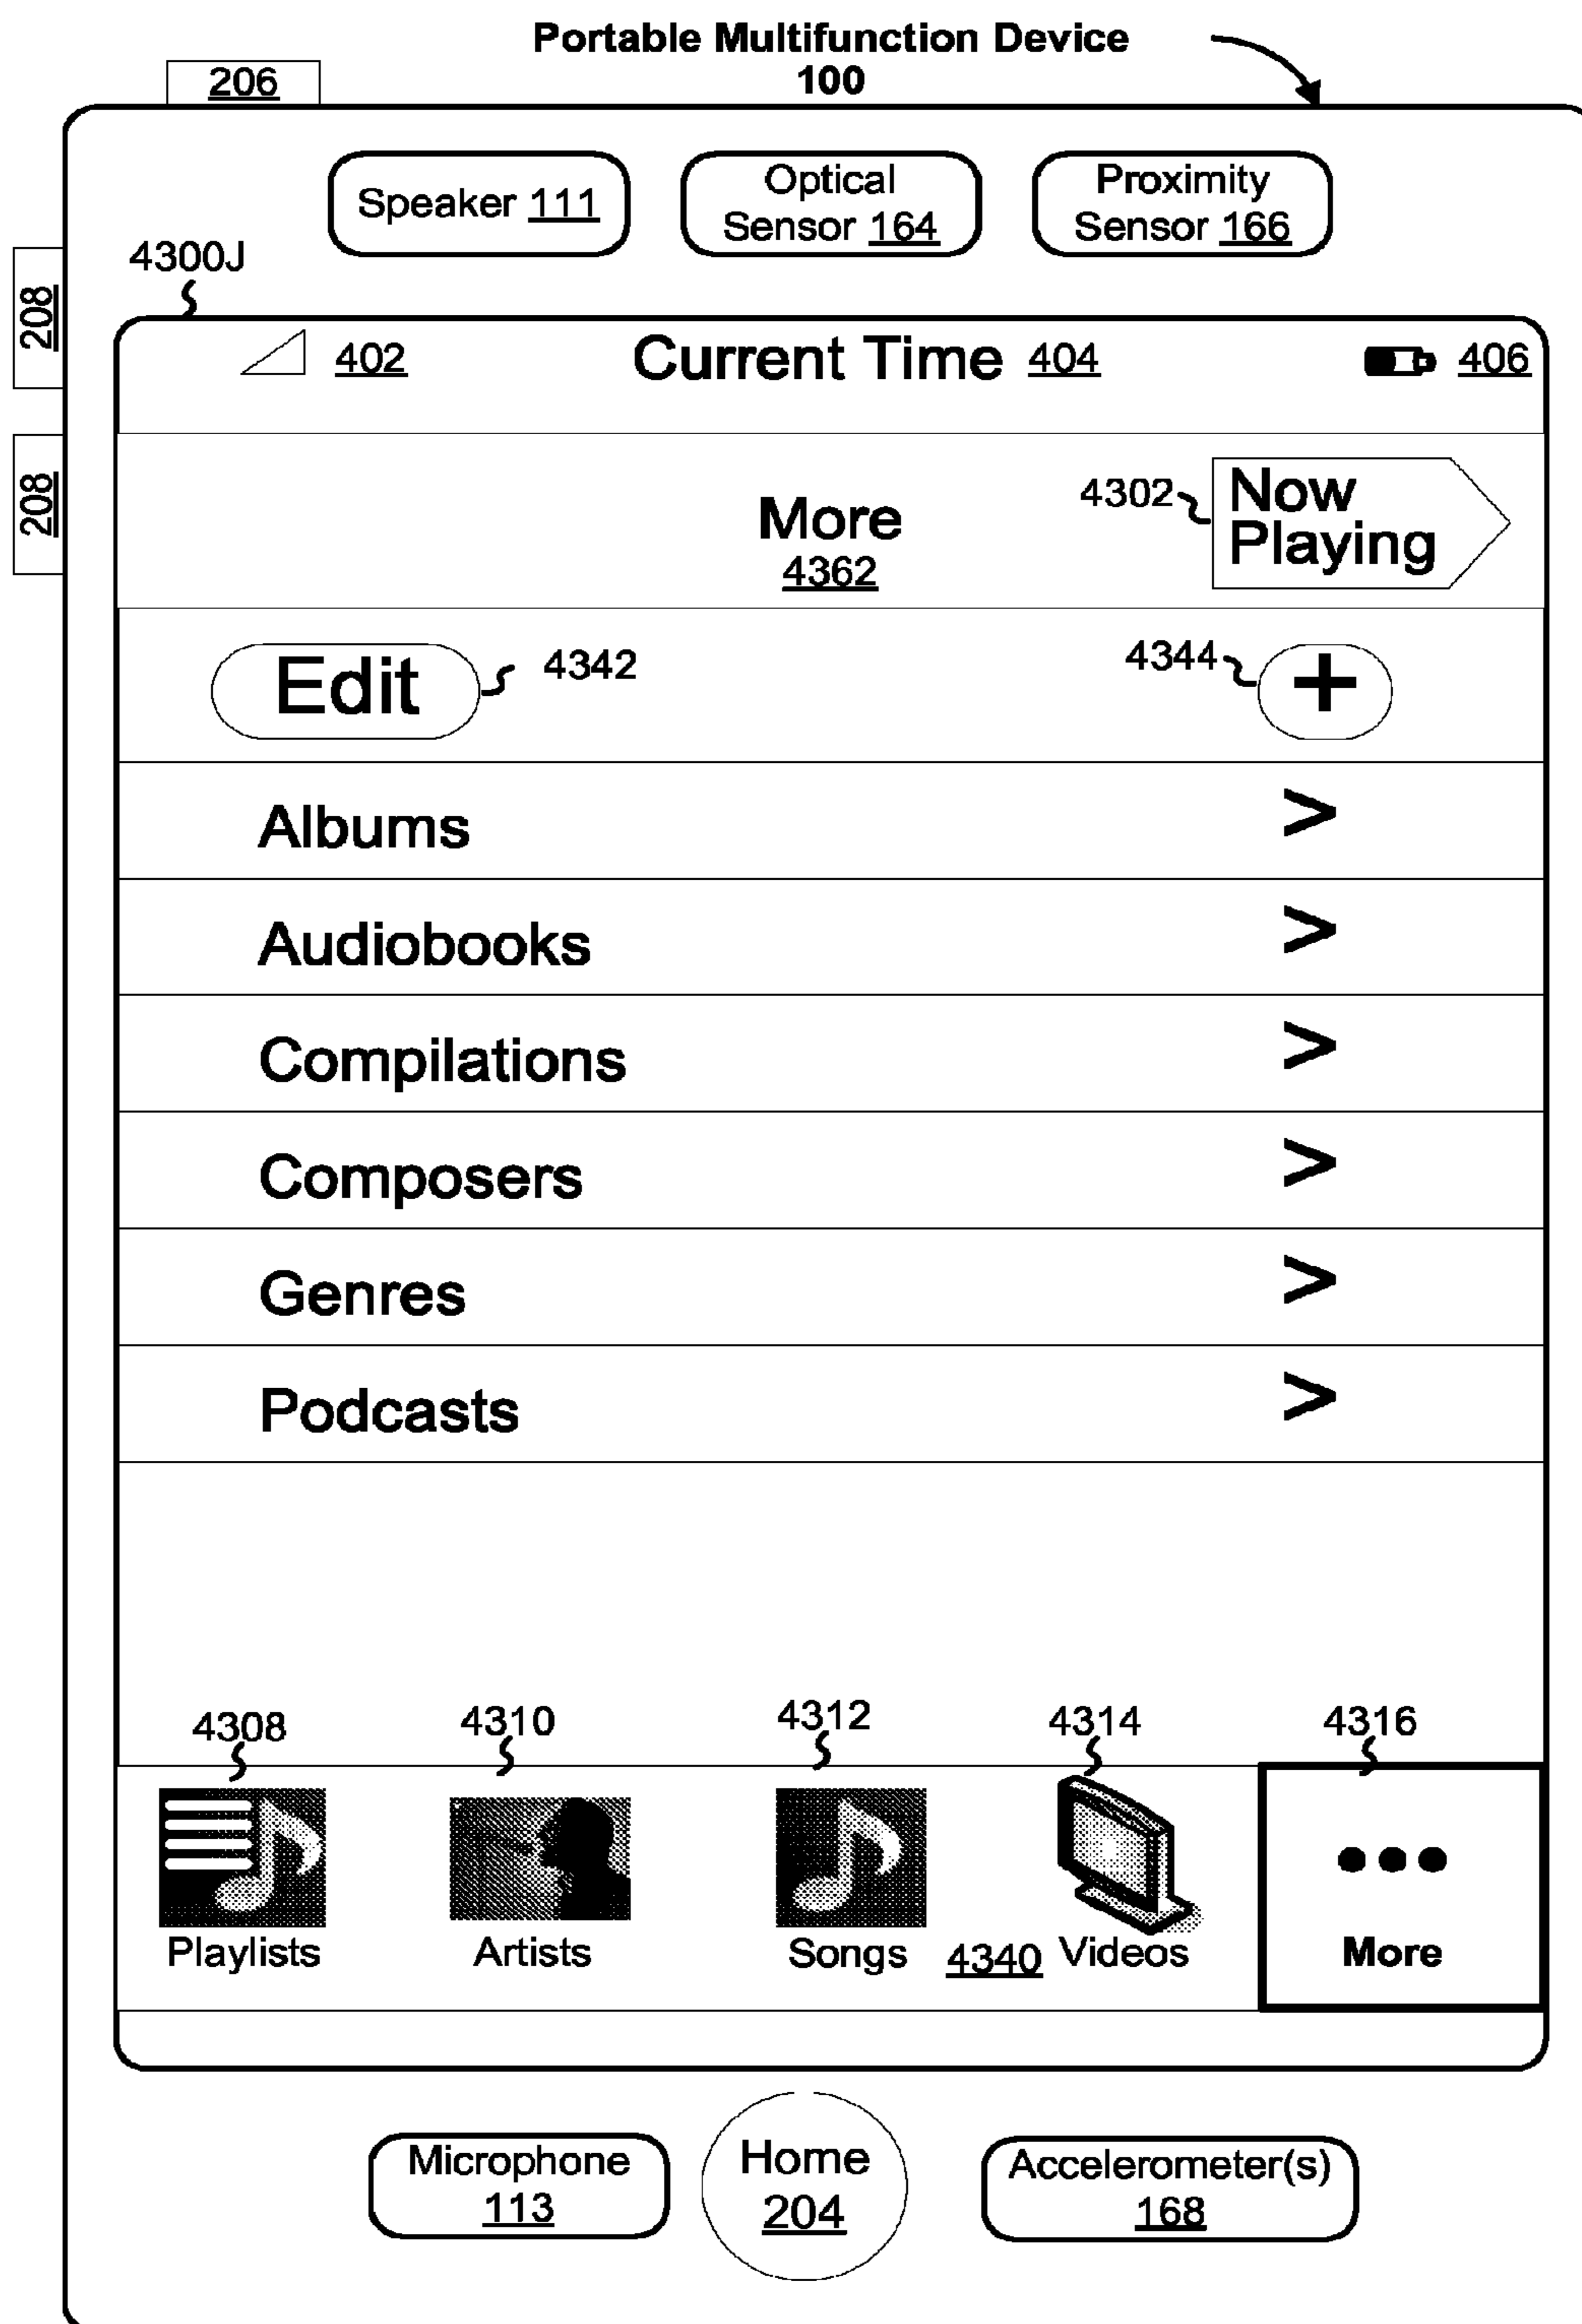 Portable Multifunction Device
100
206
Speaker 111
Optical
Sensor 164
Proximity
Sensor 166
4300J
208
208
402
Current Time 404
406
More
4362
4302
Now
Playing
Edit
4342
4344
+
Albums >
Audiobooks >
Compilations >
Composers >
Genres >
Podcasts >
4308
4310
4312
4314
4316
Playlists
Artists
Songs
4340
Videos
More
Microphone
113
Home
204
Accelerometer(s)
168